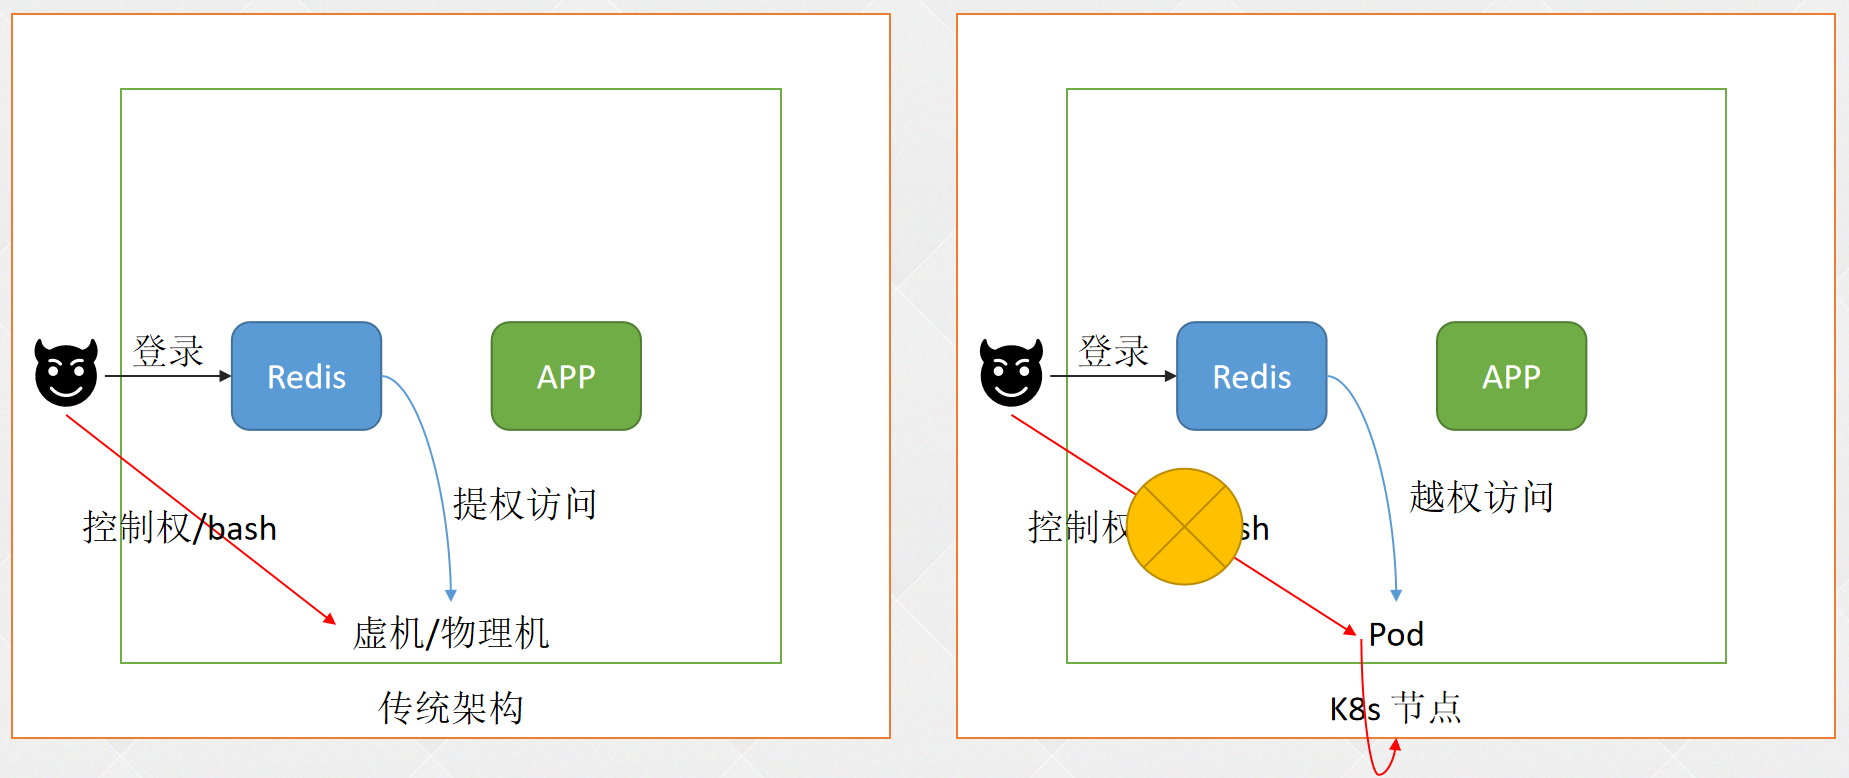 登录
Redis
APP
提权访问
控制权/bash
虚机/物理机
传统架构
登录
Redis
APP
越权访问
控制权
sh
Pod
K8s 节点